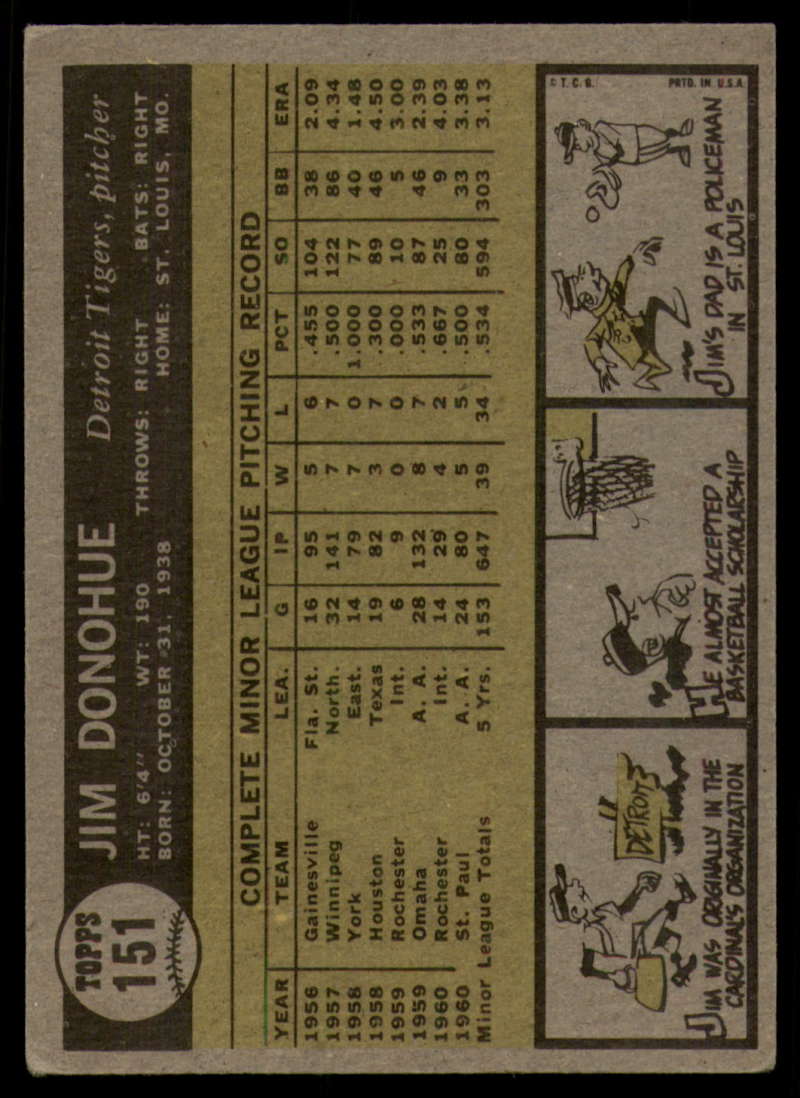 TOPPS
151
JIM DONOHUE Detroit Tigers, pitcher
HT: 6'4" WT: 190 THROWS: RIGHT BATS: RIGHT
BORN: OCTOBER 31, 1938 HOME: ST. LOUIS, MO.
COMPLETE MINOR LEAGUE PITCHING RECORD
YEAR TEAM LEA. G IP W L PCT SO BB ERA
1956 Gainesville Fla. St. 16 95 5 6 .455 104 38 2.09
1957 Winnipeg North. 32 141 7 7 .500 122 86 4.34
1958 York East. 14 79 7 0 1.000 77 40 1.48
1958 Houston Texas 19 82 3 7 .300 89 46 4.50
1959 Rochester Int. 6 9 0 0 .000 10 5 3.00
1959 Omaha A. A. 28 132 8 7 .533 87 46 2.39
1960 Rochester Int. 14 29 4 2 .667 25 9 4.03
1960 St. Paul A. A. 24 80 5 5 .500 80 33 3.38
Minor League Totals 5 Yrs. 153 647 39 34 .534 594 303 3.13
DETROIT
JIM WAS ORIGINALLY IN THE
CARDINAL'S ORGANIZATION
HE ALMOST ACCEPTED A
BASKETBALL SCHOLARSHIP
© T. C. G. PRTD. IN U.S.A.
JIM'S DAD IS A POLICEMAN
IN ST. LOUIS